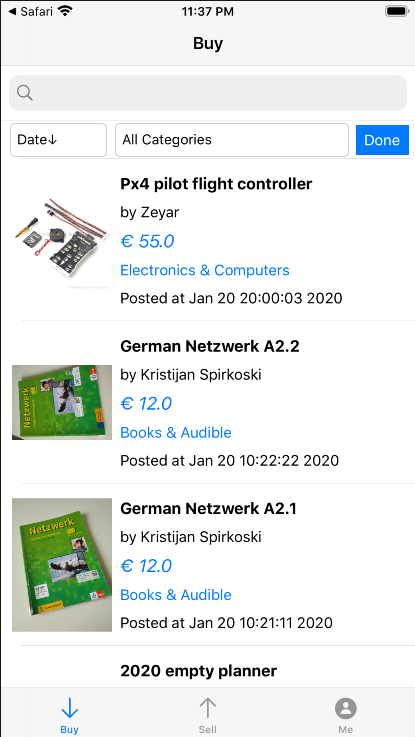 Safari
11:37 PM
Buy
Date↓
All Categories
Done
Px4 pilot flight controller
by Zeyar
€ 55.0
Electronics & Computers
Posted at Jan 20 20:00:03 2020
German Netzwerk A2.2
by Kristijan Spirkoski
€ 12.0
Books & Audible
Posted at Jan 20 10:22:22 2020
Netzwerk
German Netzwerk A2.1
by Kristijan Spirkoski
€ 12.0
Books & Audible
Posted at Jan 20 10:21:11 2020
Netzwerk
2020 empty planner
Buy
Sell
Me